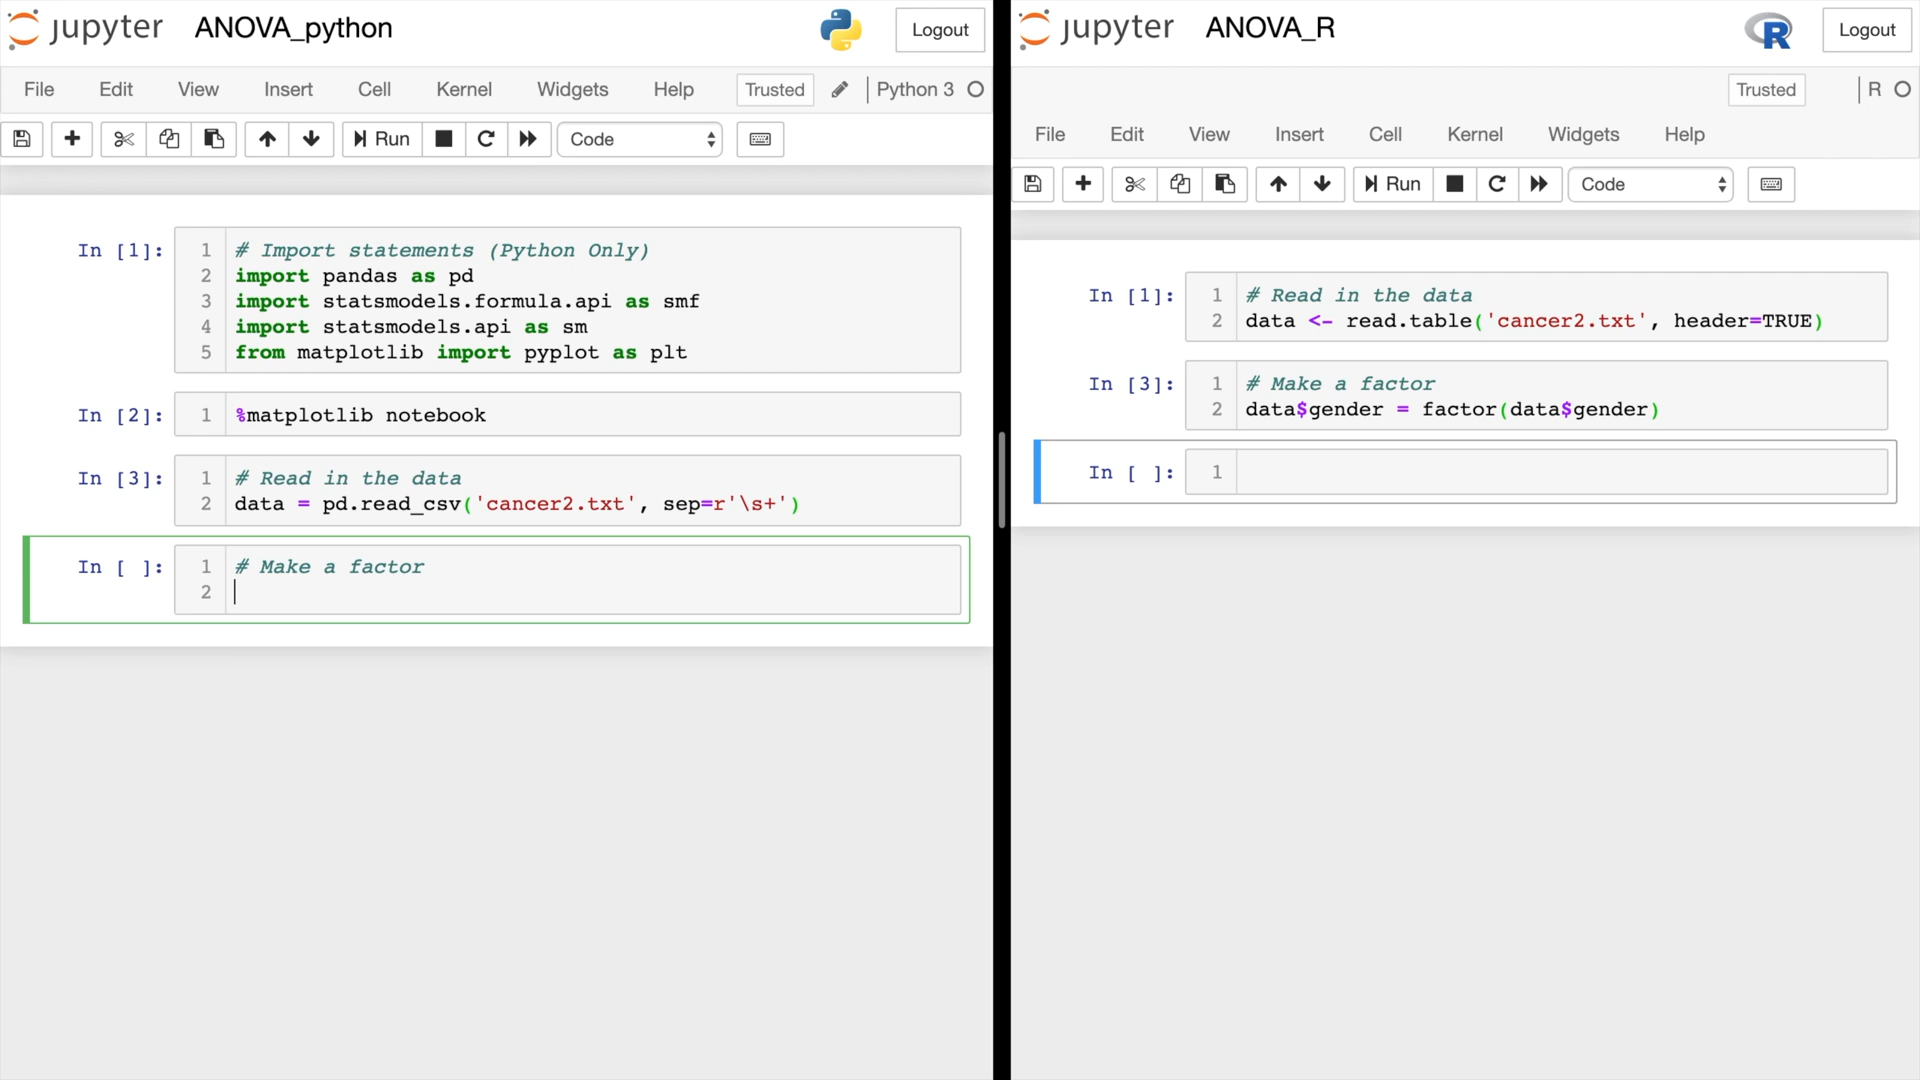 jupyter ANOVA_python Logout
File Edit View Insert Cell Kernel Widgets Help Trusted Python 3
Run Code
In [1]: 1 # Import statements (Python Only)
2 import pandas as pd
3 import statsmodels.formula.api as smf
4 import statsmodels.api as sm
5 from matplotlib import pyplot as plt
In [2]: 1 %matplotlib notebook
In [3]: 1 # Read in the data
2 data = pd.read_csv('cancer2.txt', sep=r'\s+')
In [ ]: 1 # Make a factor
2
jupyter ANOVA_R R Logout
Trusted R
File Edit View Insert Cell Kernel Widgets Help
Run Code
In [1]: 1 # Read in the data
2 data <- read.table('cancer2.txt', header=TRUE)
In [3]: 1 # Make a factor
2 data$gender = factor(data$gender)
In [ ]: 1